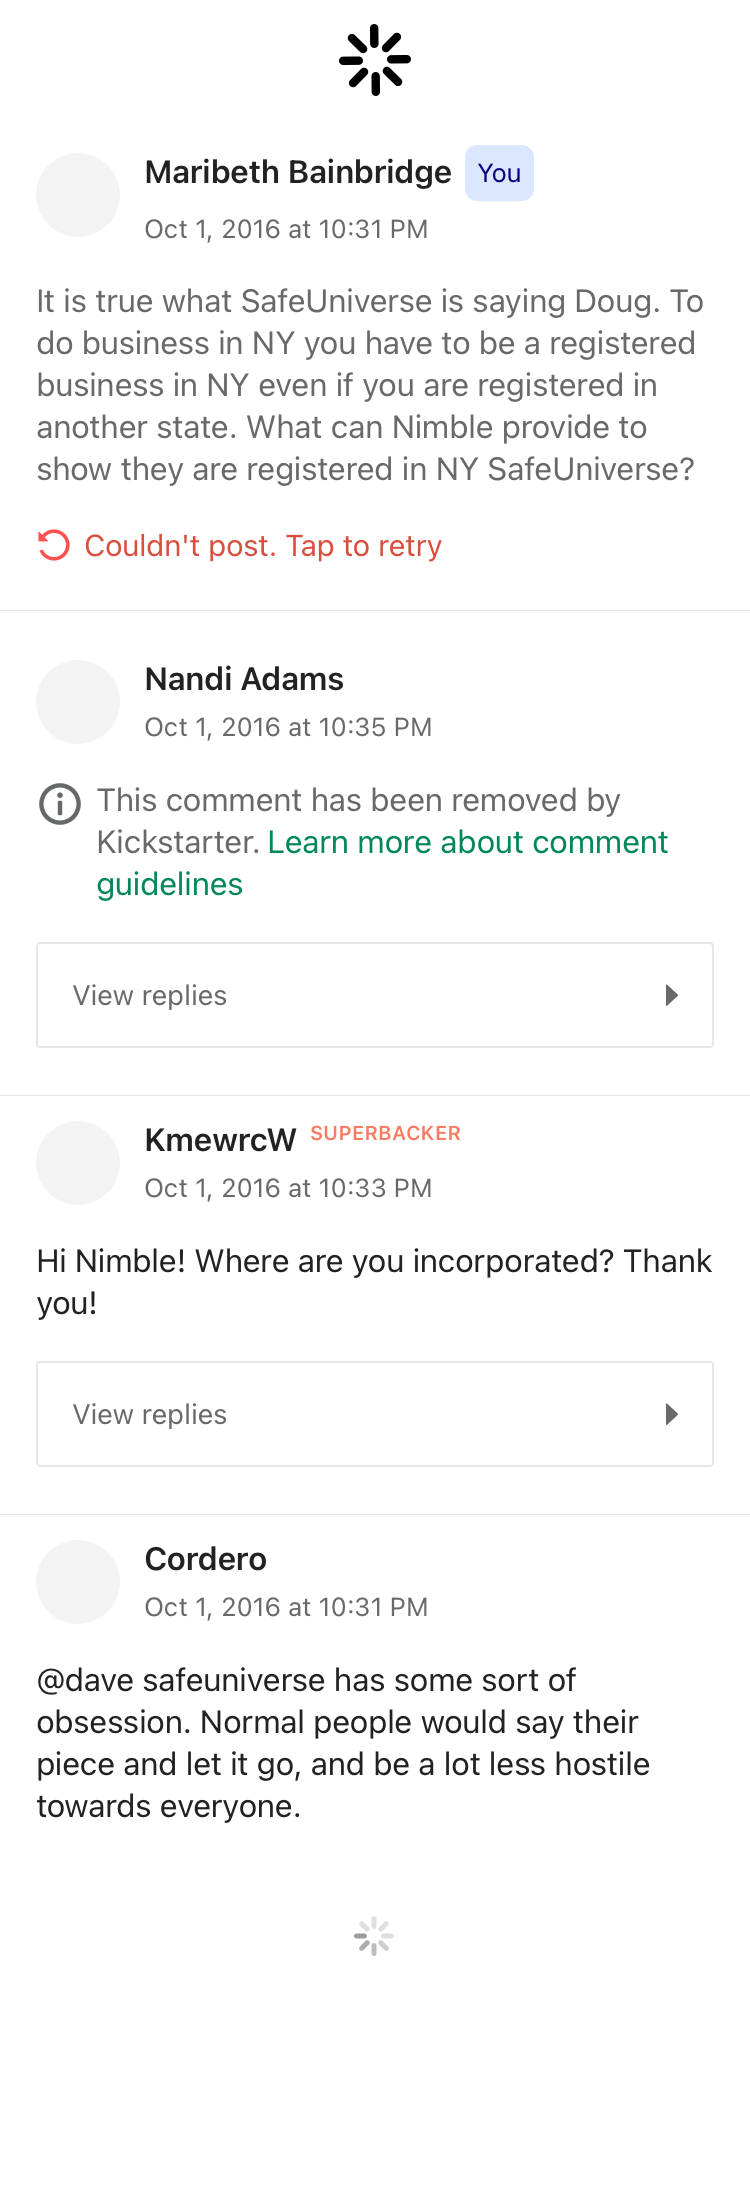 Maribeth Bainbridge You
Oct 1, 2016 at 10:31 PM
It is true what SafeUniverse is saying Doug. To
do business in NY you have to be a registered
business in NY even if you are registered in
another state. What can Nimble provide to
show they are registered in NY SafeUniverse?
Couldn't post. Tap to retry
Nandi Adams
Oct 1, 2016 at 10:35 PM
This comment has been removed by
Kickstarter. Learn more about comment
guidelines
View replies
KmewrcW SUPERBACKER
Oct 1, 2016 at 10:33 PM
Hi Nimble! Where are you incorporated? Thank
you!
View replies
Cordero
Oct 1, 2016 at 10:31 PM
@dave safeuniverse has some sort of
obsession. Normal people would say their
piece and let it go, and be a lot less hostile
towards everyone.